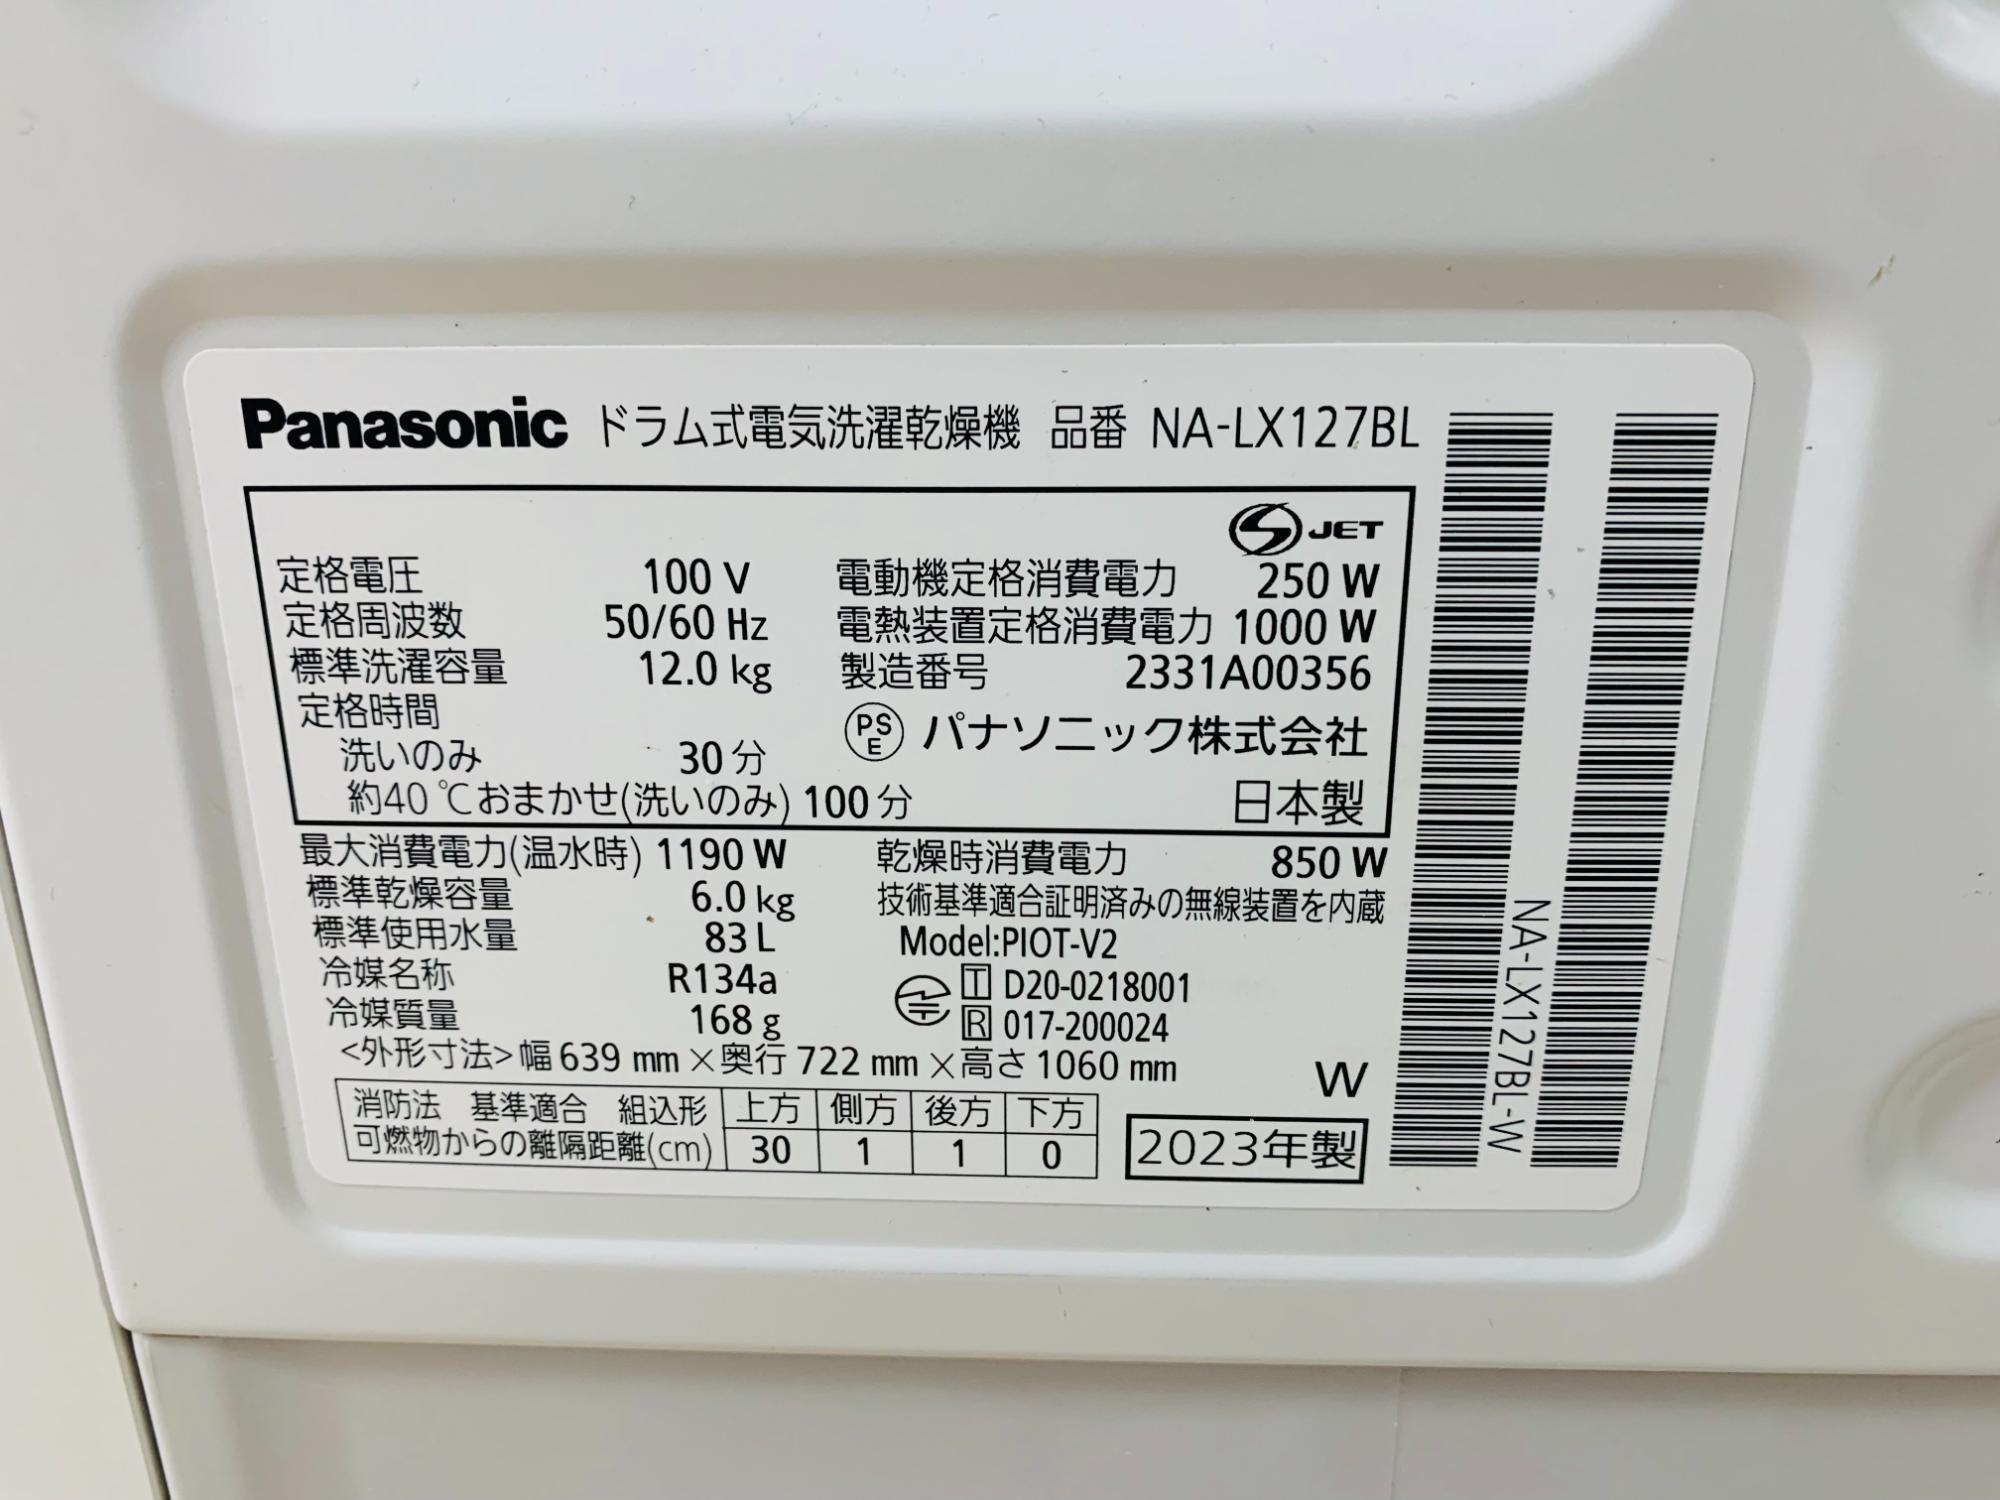 Panasonic ドラム式電気洗濯乾燥機 品番 NA-LX127BL
S JET
定格電圧 100 V 電動機定格消費電力 250 W
定格周波数 50/60 Hz 電熱装置定格消費電力 1000 W
標準洗濯容量 12.0 kg 製造番号 2331A00356
定格時間
洗いのみ 30 分 PSE パナソニック株式会社
約40℃おまかせ(洗いのみ) 100 分 日本製
最大消費電力(温水時) 1190 W 乾燥時消費電力 850 W
標準乾燥容量 6.0 kg 技術基準適合証明済みの無線装置を内蔵
標準使用水量 83 L Model:PIOT-V2
冷媒名称 R134a T D20-0218001
冷媒質量 168 g R 017-200024
<外形寸法>幅 639 mm×奥行 722 mm×高さ 1060 mm W
消防法 基準適合 組込形 上方 側方 後方 下方
可燃物からの離隔距離(cm) 30 1 1 0
2023年製
NA-LX127BL-W